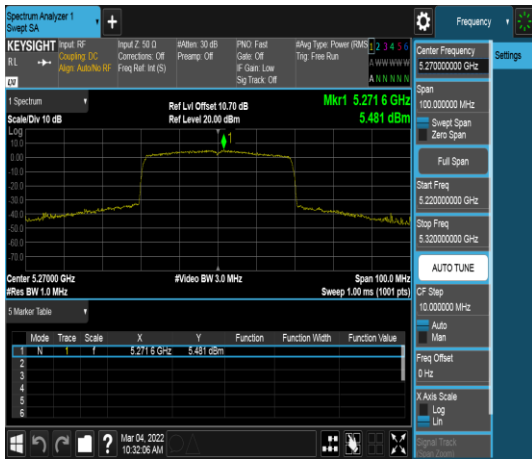 Spectrum Analyzer 1
Swept SA
Frequency
KEYSIGHT
RL
LXI
Input: RF
Coupling: DC
Align: Auto/No RF
Input Z: 50 Ω
Corrections: Off
Freq Ref: Int (S)
#Atten: 30 dB
Preamp: Off
PNO: Fast
Gate: Off
IF Gain: Low
Sig Track: Off
#Avg Type: Power (RMS
Trig: Free Run
1 2 3 4 5 6
A W W W W W
A N N N N N
1 Spectrum
Scale/Div 10 dB
Ref Lvl Offset 10.70 dB
Ref Level 20.00 dBm
Mkr1 5.271 6 GHz
5.481 dBm
Log
10.0
0.00
-10.0
-20.0
-30.0
-40.0
-50.0
-60.0
-70.0
1
Center 5.27000 GHz
#Res BW 1.0 MHz
#Video BW 3.0 MHz
Span 100.0 MHz
Sweep 1.00 ms (1001 pts)
5 Marker Table
Mode Trace Scale X Y Function Function Width Function Value
1 N 1 f 5.271 6 GHz 5.481 dBm
2
3
4
5
6
Mar 04, 2022
10:32:06 AM
Center Frequency
5.270000000 GHz
Settings
Span
100.000000 MHz
Swept Span
Zero Span
Full Span
Start Freq
5.220000000 GHz
Stop Freq
5.320000000 GHz
AUTO TUNE
CF Step
10.000000 MHz
Auto
Man
Freq Offset
0 Hz
X Axis Scale
Log
Lin
Signal Track
(Span Zoom)